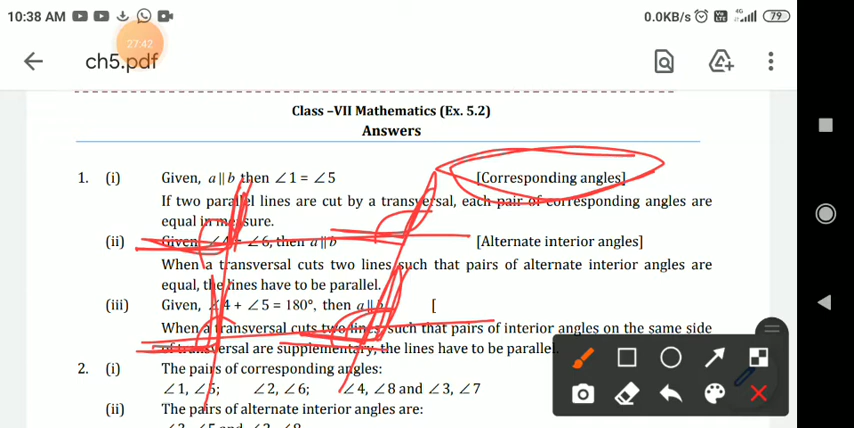 10:38 AM 0.0KB/s 4G 79
27:42
ch5.pdf
Class –VII Mathematics (Ex. 5.2)
Answers
1. (i) Given, a || b then ∠1 = ∠5 [Corresponding angles]
If two parallel lines are cut by a transversal, each pair of corresponding angles are
equal in measure.
(ii) Given, ∠4 = ∠6, then a || b [Alternate interior angles]
When a transversal cuts two lines such that pairs of alternate interior angles are
equal, the lines have to be parallel.
(iii) Given, ∠4 + ∠5 = 180°, then a || b [
When a transversal cuts two lines, such that pairs of interior angles on the same side
of transversal are supplementary, the lines have to be parallel.
2. (i) The pairs of corresponding angles:
∠1, ∠5; ∠2, ∠6; ∠4, ∠8 and ∠3, ∠7
(ii) The pairs of alternate interior angles are: